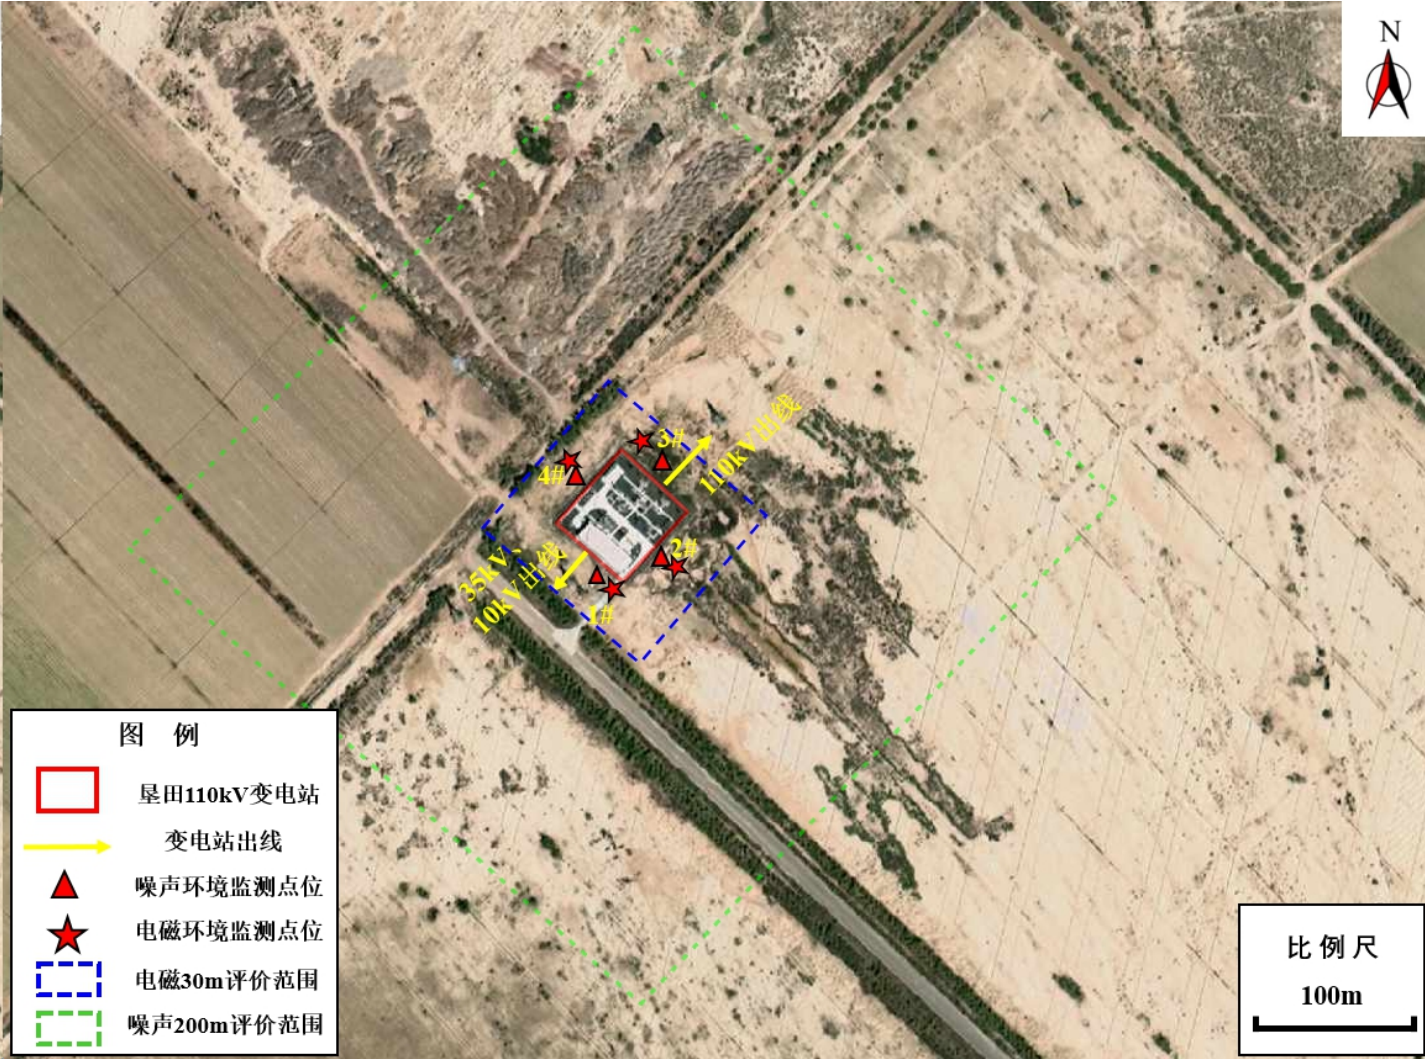 N
3#
110kV出线
4#
2#
35kV、
10kV出线
1#
图 例
垦田110kV变电站
变电站出线
噪声环境监测点位
电磁环境监测点位
电磁30m评价范围
噪声200m评价范围
比例尺
100m